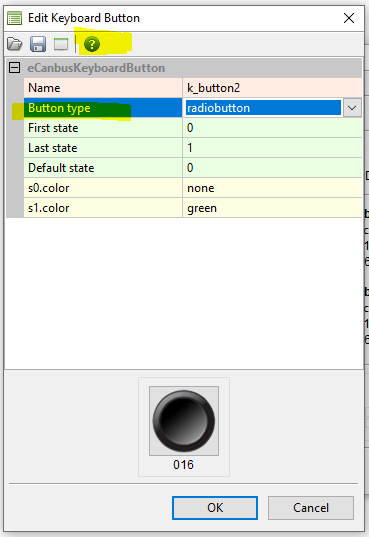 Edit Keyboard Button
eCanbusKeyboardButton
Name k_button2
Button type radiobutton
First state 0
Last state 1
Default state 0
s0.color none
s1.color green
016
OK Cancel